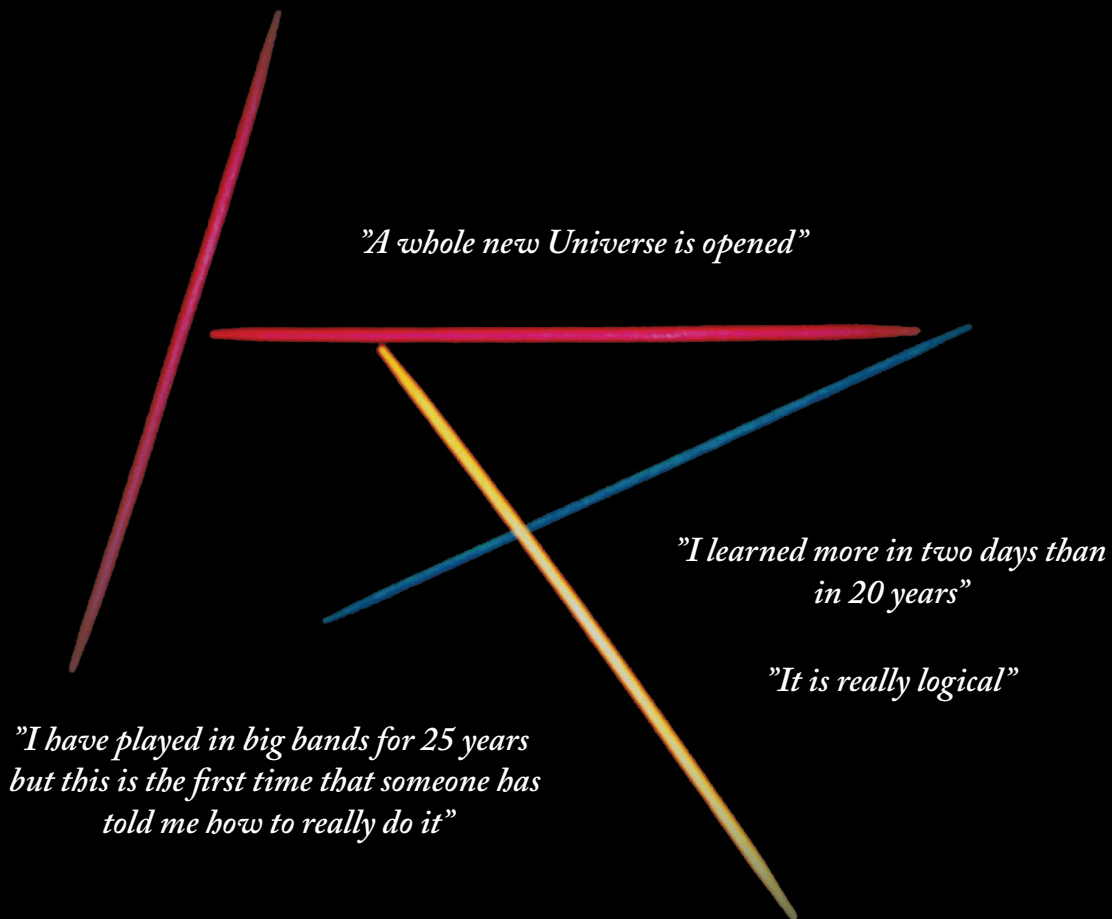 ”A whole new Universe is opened”
”I learned more in two days than
in 20 years”
”It is really logical”
”I have played in big bands for 25 years
but this is the first time that someone has
told me how to really do it”